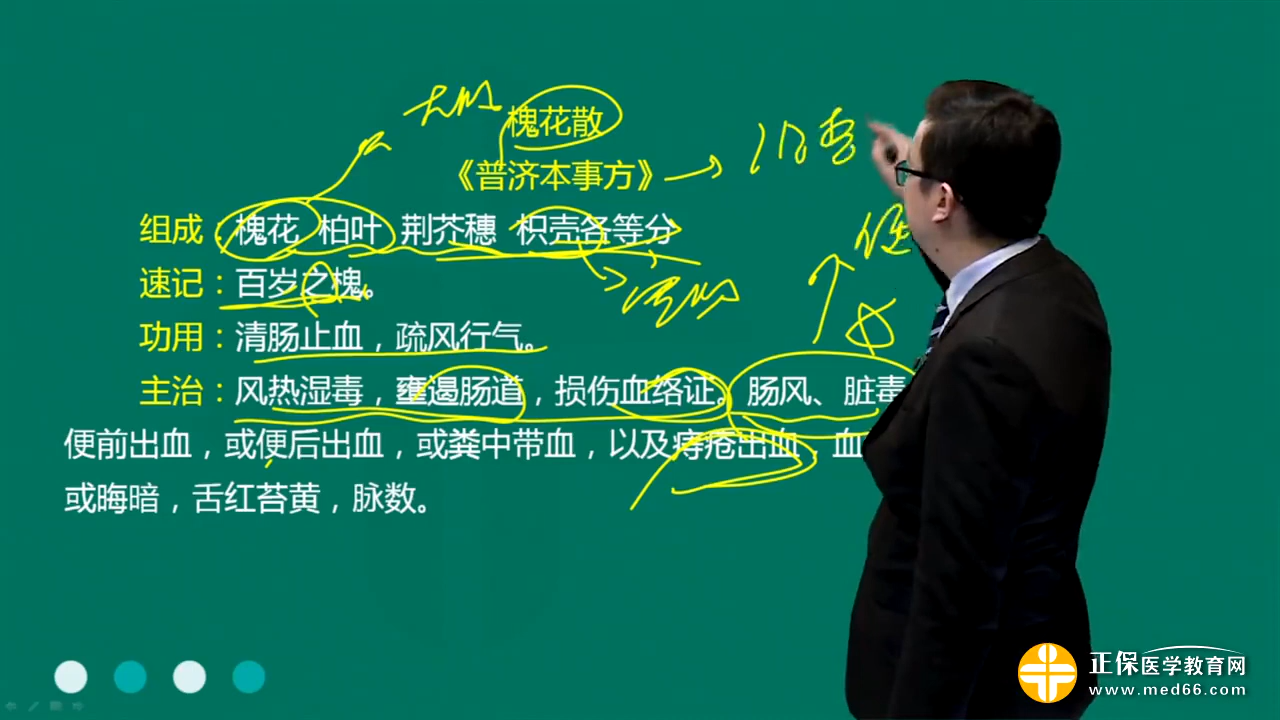 槐花散
《普济本事方》
组成：槐花 柏叶 荆芥穗 枳壳各等分
速记：百岁之槐。
功用：清肠止血，疏风行气。
主治：风热湿毒，壅遏肠道，损伤血络证。肠风、脏毒
便前出血，或便后出血，或粪中带血，以及痔疮出血，血
或晦暗，舌红苔黄，脉数。
正保医学教育网
www.med66.com